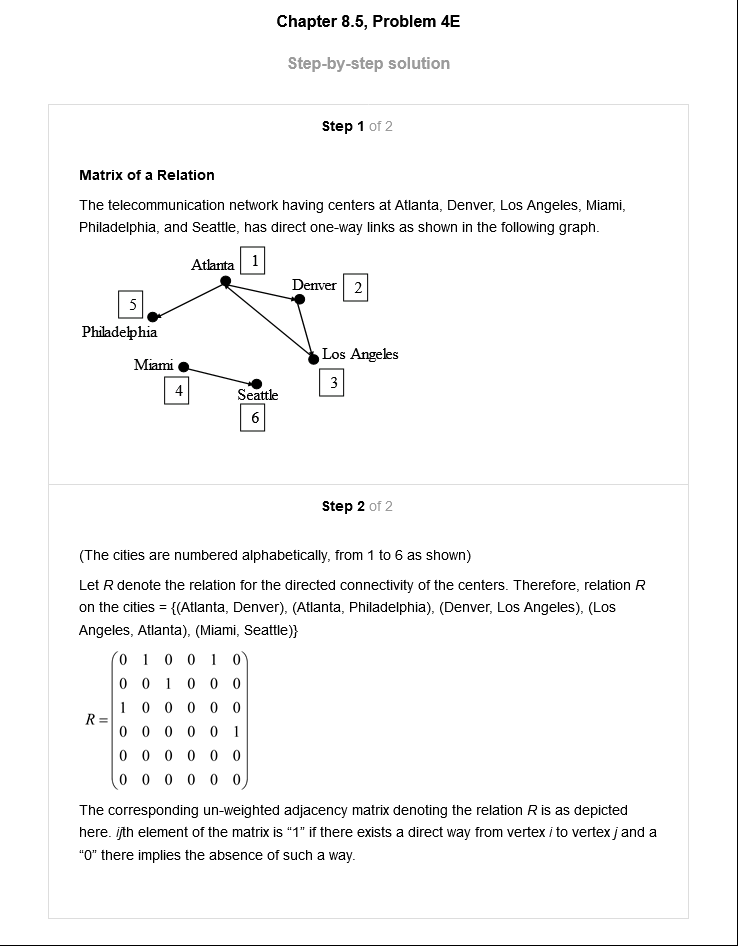 Chapter 8.5, Problem 4E
Step-by-step solution
Step 1 of 2
Matrix of a Relation
The telecommunication network having centers at Atlanta, Denver, Los Angeles, Miami,
Philadelphia, and Seattle, has direct one-way links as shown in the following graph.
Atlanta 1
Denver 2
5
Philadelphia
Los Angeles
Miami
3
4
Seattle
6
Step 2 of 2
(The cities are numbered alphabetically, from 1 to 6 as shown)
Let R denote the relation for the directed connectivity of the centers. Therefore, relation R
on the cities = {(Atlanta, Denver), (Atlanta, Philadelphia), (Denver, Los Angeles), (Los
Angeles, Atlanta), (Miami, Seattle)}
0 1 0 0 1 0
0 0 1 0 0 0
1 0 0 0 0 0
R =
0 0 0 0 0 1
0 0 0 0 0 0
0 0 0 0 0 0
The corresponding un-weighted adjacency matrix denoting the relation R is as depicted
here. ijth element of the matrix is “1” if there exists a direct way from vertex i to vertex j and a
“0” there implies the absence of such a way.